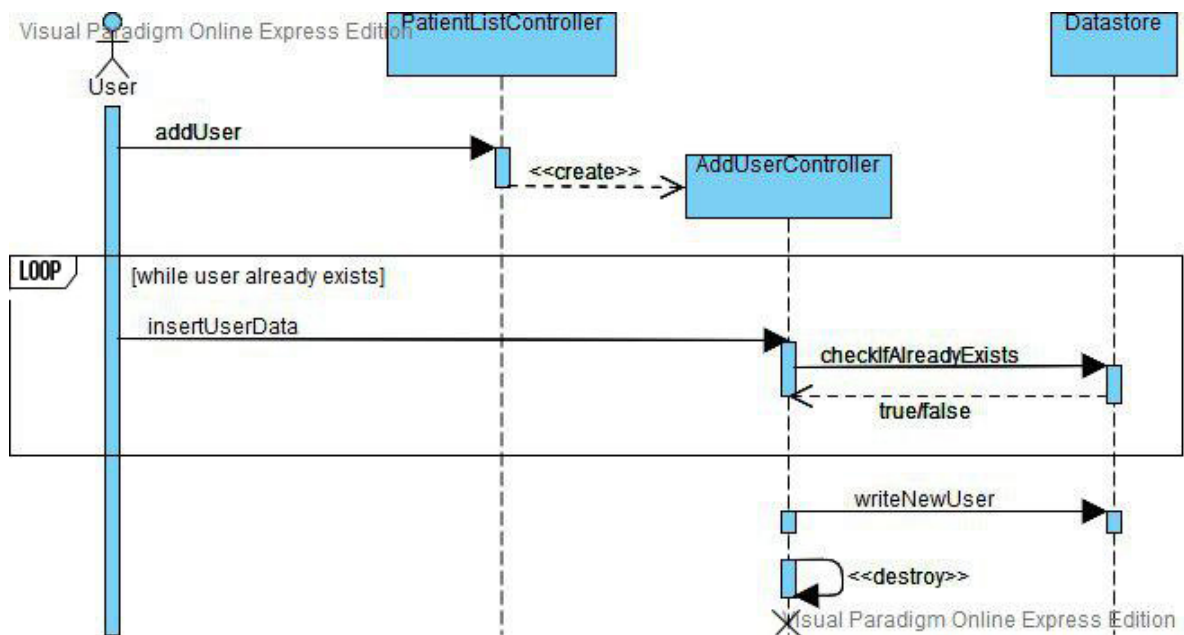 Visual Paradigm Online Express Edition
PatientListController
Datastore
User
addUser
<<create>>
AddUserController
LOOP
[while user already exists]
insertUserData
checkIfAlreadyExists
true/false
writeNewUser
<<destroy>>
Visual Paradigm Online Express Edition